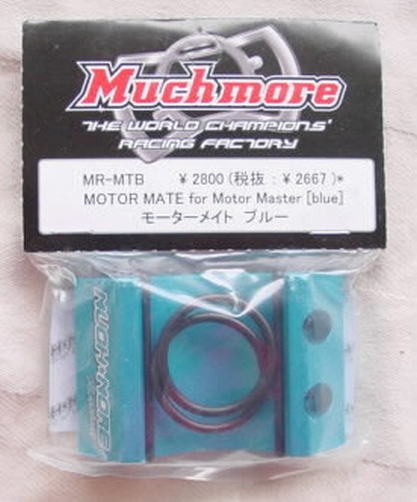 Muchmore
THE WORLD CHAMPIONS'
RACING FACTORY
MR-MTB ¥2800(税抜:¥2667)*
MOTOR MATE for Motor Master [blue]
モーターメイト ブルー
MUCH-MORE